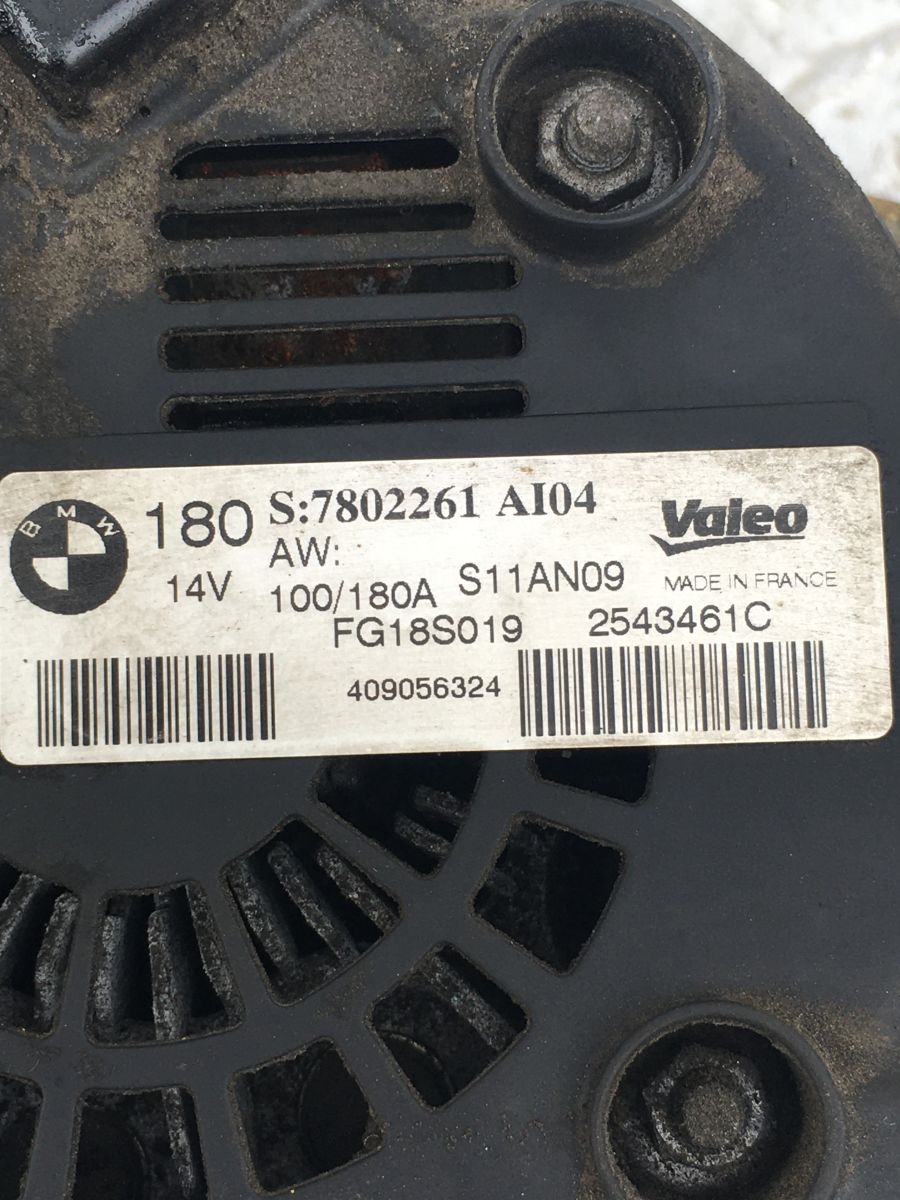 BMW
180 S:7802261 AI04 Valeo
AW:
14V 100/180A S11AN09 MADE IN FRANCE
FG18S019 2543461C
409056324